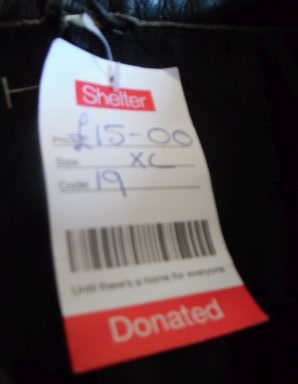 Shelter
Price £15-00
Size XL
Code 19
Until there's a home for everyone
Donated